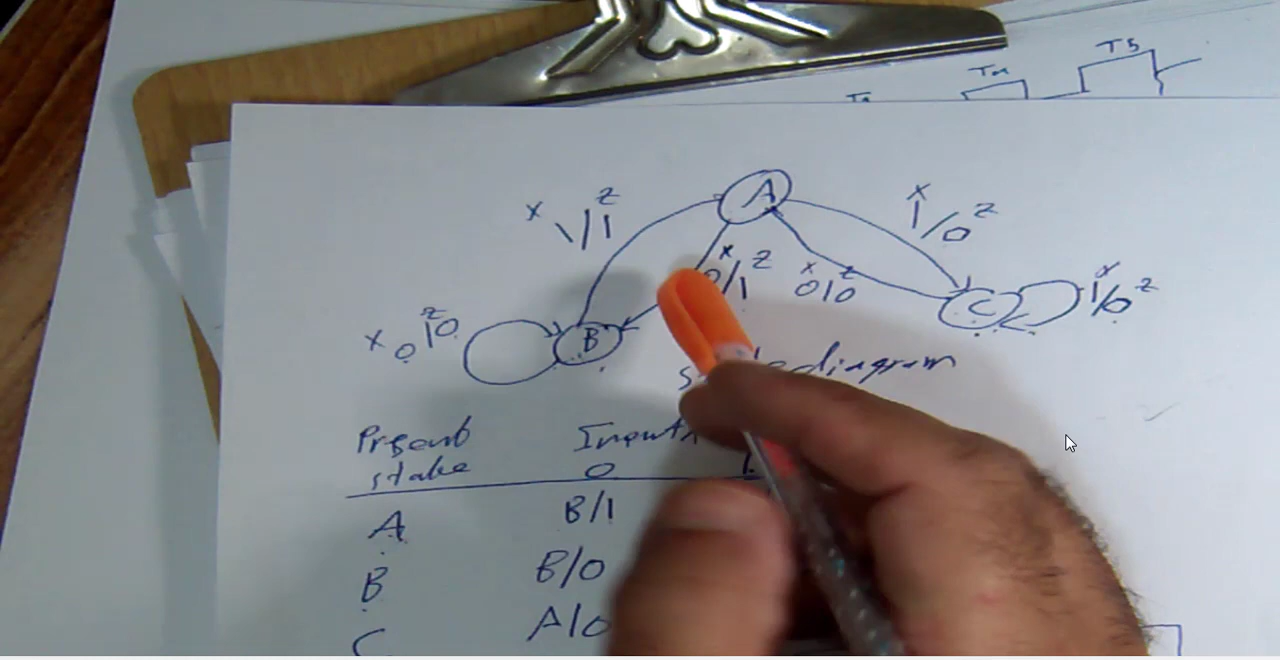 T5
A
x 1/1 z
x 1/0 z
x 0/1 z
x 0/0 z
C
x 1/0 z
x 0/0 z
B
diagram
Present Input
state 0 1
A B/1
B B/0
C A/0